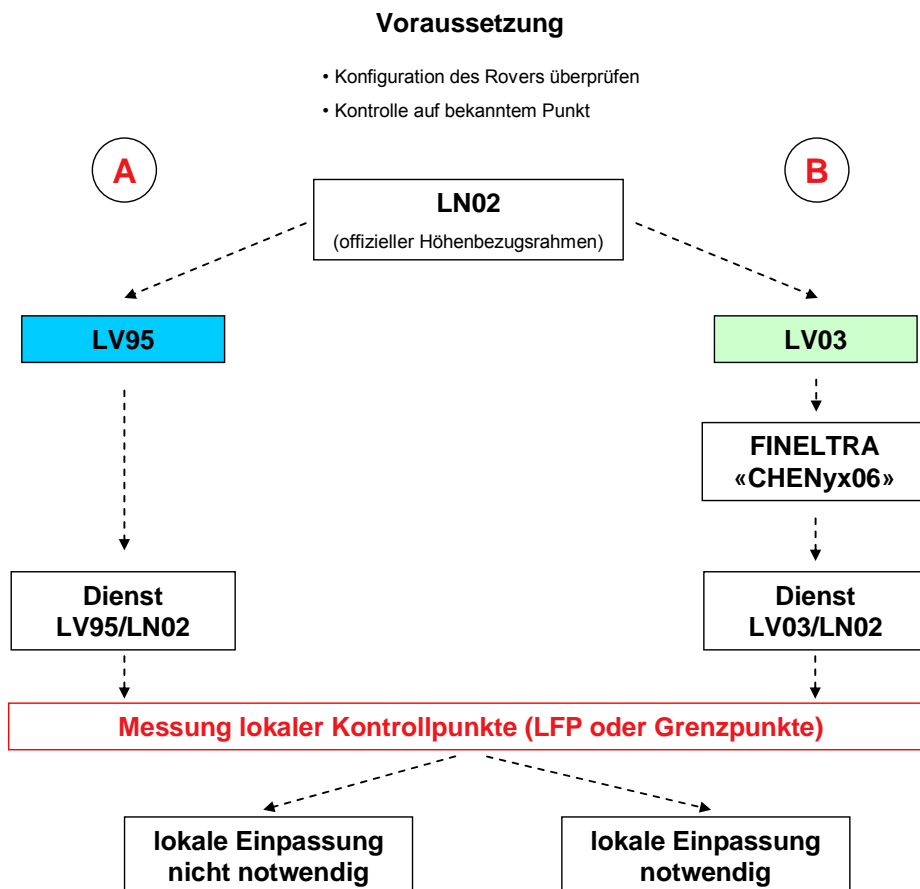 Voraussetzung
• Konfiguration des Rovers überprüfen
• Kontrolle auf bekanntem Punkt
A
B
LN02
(offizieller Höhenbezugsrahmen)
LV95
LV03
FINELTRA
«CHENyx06»
Dienst
LV95/LN02
Dienst
LV03/LN02
Messung lokaler Kontrollpunkte (LFP oder Grenzpunkte)
lokale Einpassung
nicht notwendig
lokale Einpassung
notwendig